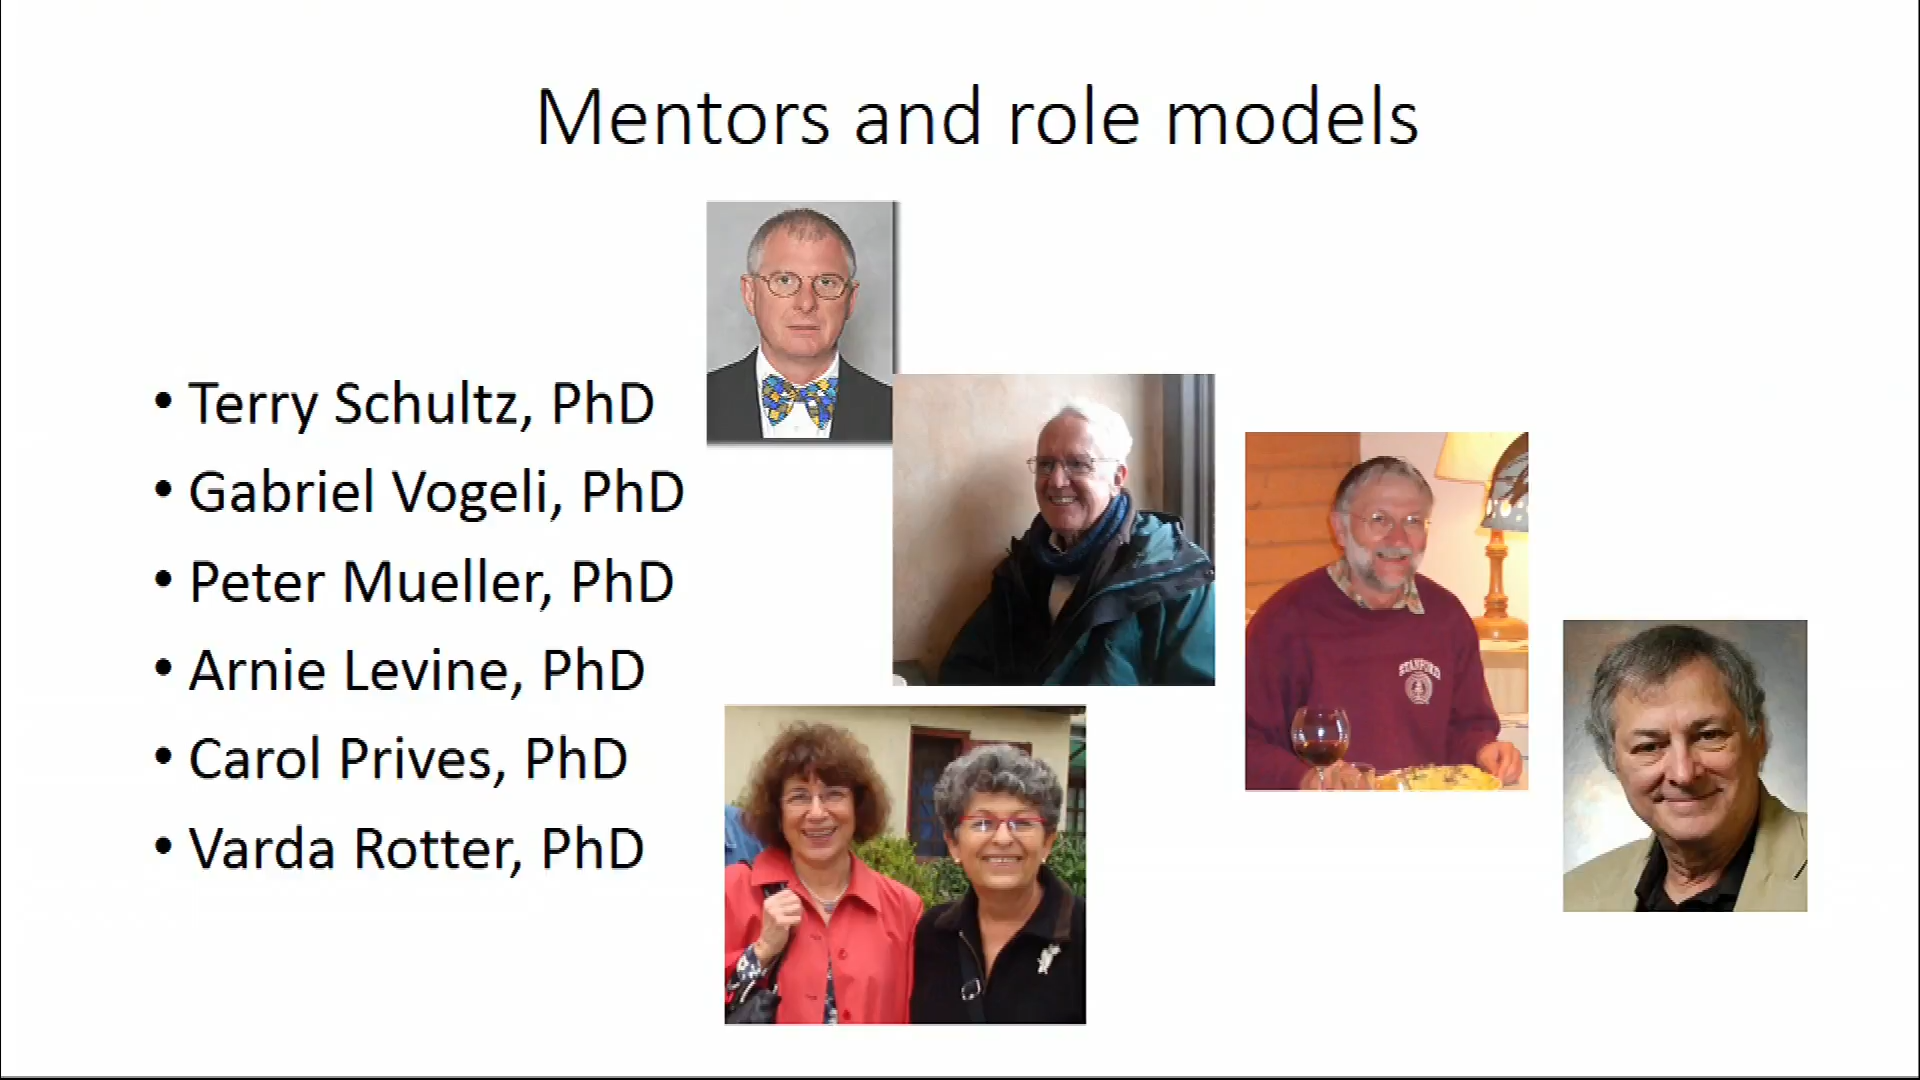 Mentors and role models
• Terry Schultz, PhD
• Gabriel Vogeli, PhD
• Peter Mueller, PhD
• Arnie Levine, PhD
• Carol Prives, PhD
• Varda Rotter, PhD
STANFORD